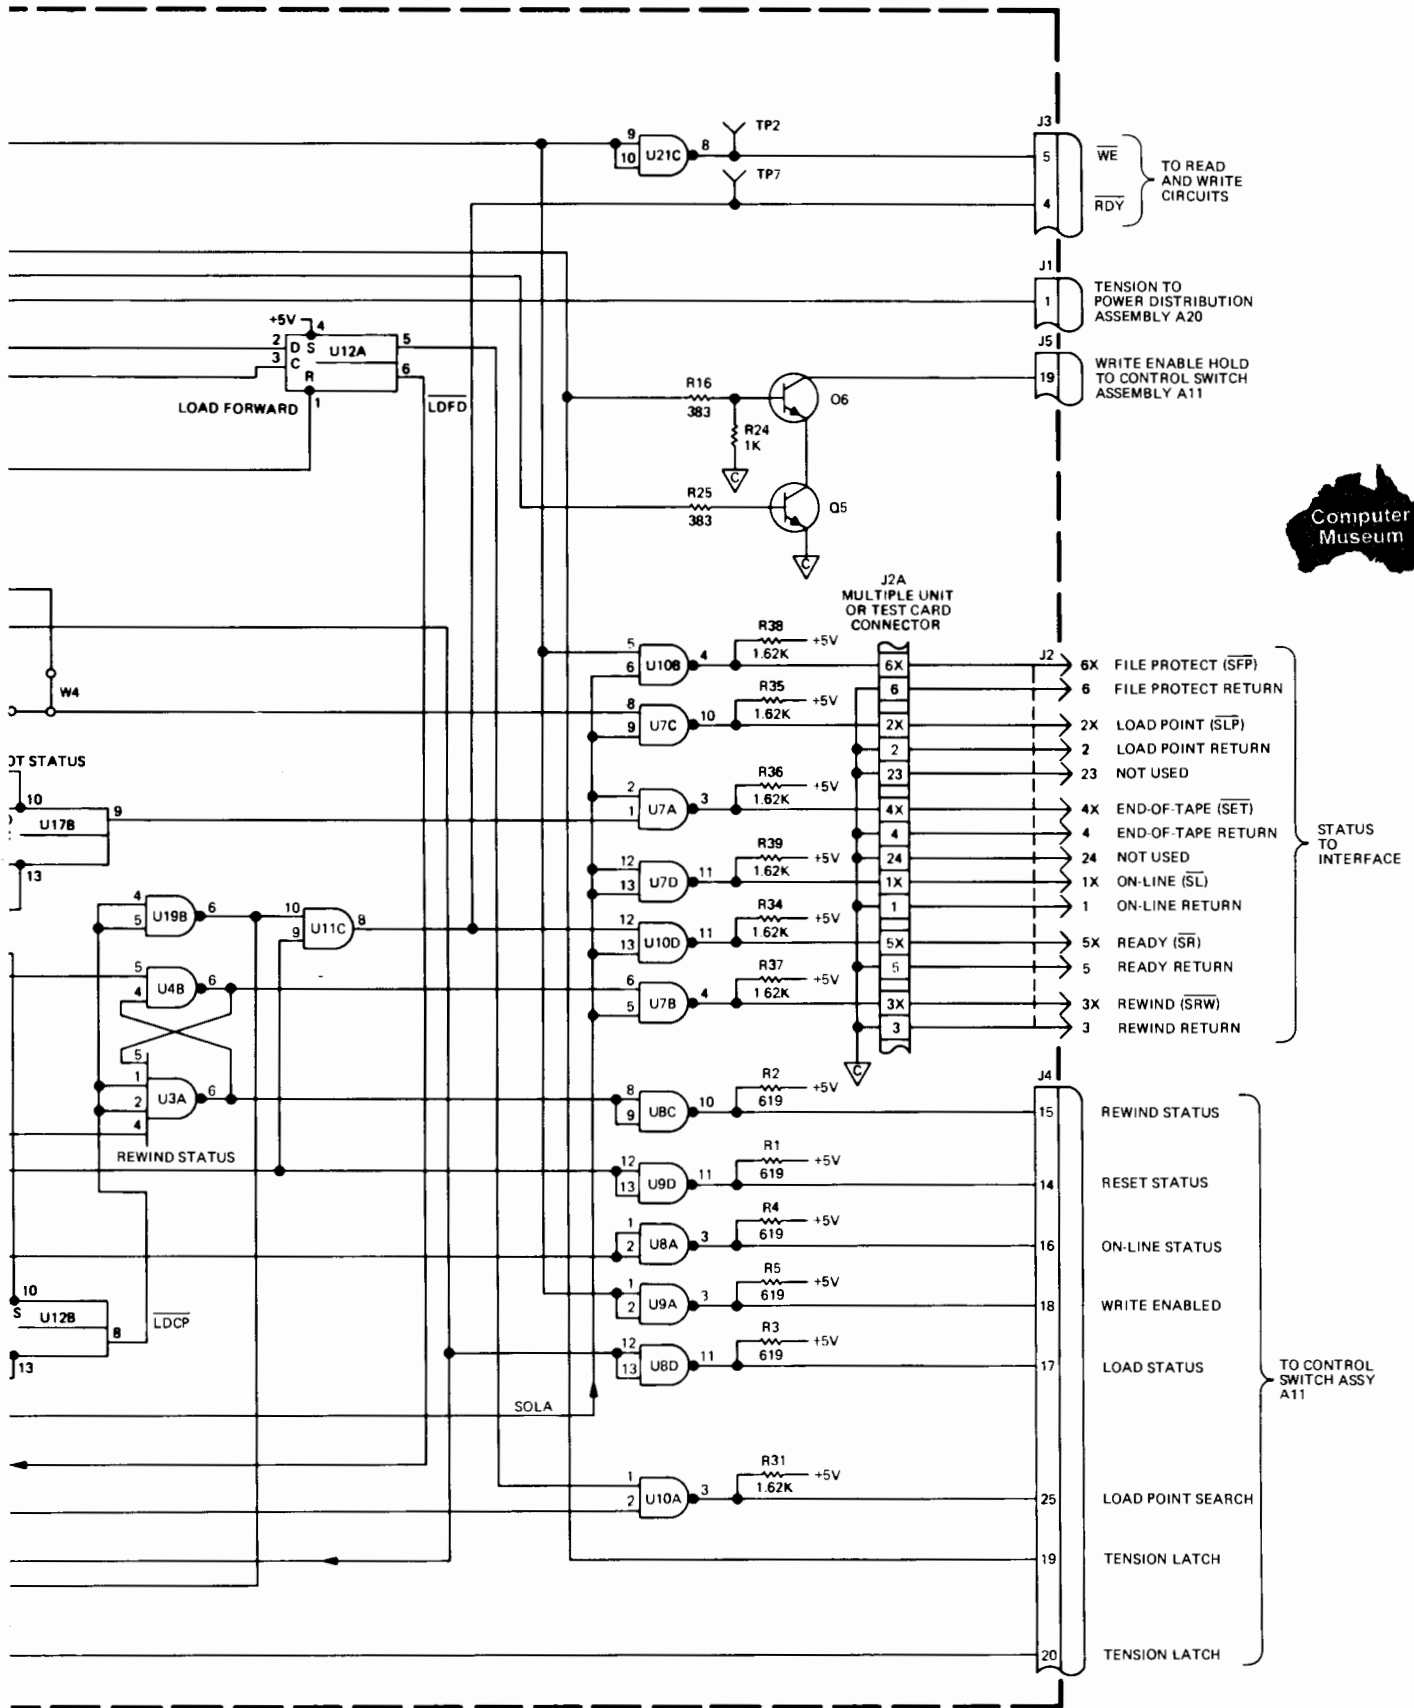 TP2
J3
9
10
U21C
8
5
WE
TP7
TO READ
AND WRITE
CIRCUITS
4
RDY
J1
1
TENSION TO
POWER DISTRIBUTION
ASSEMBLY A20
+5V
4
2
D S
U12A
5
3
C
R
6
1
LOAD FORWARD
LDFD
J5
19
WRITE ENABLE HOLD
TO CONTROL SWITCH
ASSEMBLY A11
R16
383
Q6
R24
1K
C
R25
383
Q5
C
Computer
Museum
J2A
MULTIPLE UNIT
OR TEST CARD
CONNECTOR
W4
5
6
U10B
4
R38
1.62K
+5V
6X
J2
6X FILE PROTECT (SFP)
6
6 FILE PROTECT RETURN
8
9
U7C
10
R35
1.62K
+5V
2X
2X LOAD POINT (SLP)
2
2 LOAD POINT RETURN
23
23 NOT USED
OT STATUS
10
U17B
9
13
2
1
U7A
3
R36
1.62K
+5V
4X
4X END-OF-TAPE (SET)
4
4 END-OF-TAPE RETURN
24
24 NOT USED
12
13
U7D
11
R39
1.62K
+5V
1X
1X ON-LINE (SL)
1
1 ON-LINE RETURN
4
5
U19B
6
10
9
U11C
8
12
13
U10D
11
R34
1.62K
+5V
5X
5X READY (SR)
5
5 READY RETURN
5
4
U4B
6
6
5
U7B
4
R37
1 62K
+5V
3X
3X REWIND (SRW)
3
3 REWIND RETURN
C
STATUS
TO
INTERFACE
5
1
2
4
U3A
6
REWIND STATUS
8
9
U8C
10
R2
619
+5V
J4
15
REWIND STATUS
12
13
U9D
11
R1
619
+5V
14
RESET STATUS
1
2
U8A
3
R4
619
+5V
16
ON-LINE STATUS
10
S
U12B
8
13
LDCP
1
2
U9A
3
R5
619
+5V
18
WRITE ENABLED
12
13
U8D
11
R3
619
+5V
17
LOAD STATUS
TO CONTROL
SWITCH ASSY
A11
SOLA
1
2
U10A
3
R31
1.62K
+5V
25
LOAD POINT SEARCH
19
TENSION LATCH
20
TENSION LATCH